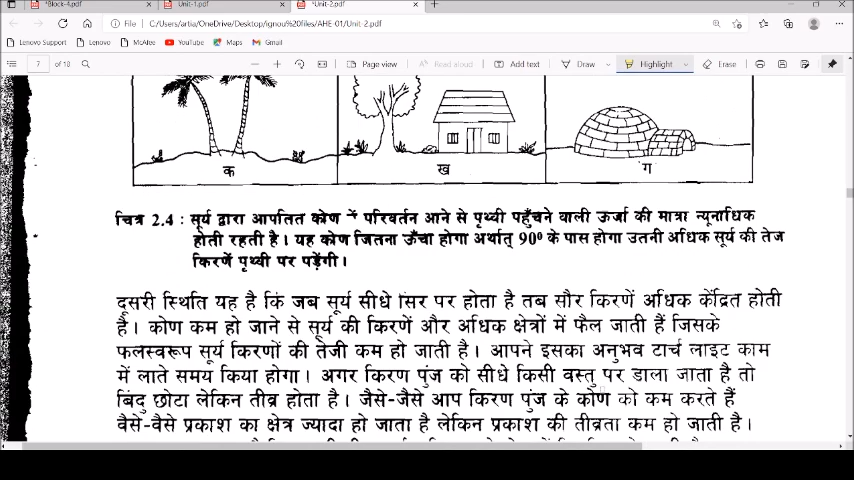 *Block-4.pdf
Unit-1.pdf
*Unit-2.pdf
File
C:/Users/artia/OneDrive/Desktop/ignou%20files/AHE-01/Unit-2.pdf
Lenovo Support
Lenovo
McAfee
YouTube
Maps
Gmail
7 of 18
Page view
Read aloud
Add text
Draw
Highlight
Erase
क
ख
ग
चित्र 2.4 : सूर्य द्वारा आपतित कोण में परिवर्तन आने से पृथ्वी पहुँचने वाली ऊर्जा की मात्रा न्यूनाधिक
होती रहती है। यह कोण जितना ऊँचा होगा अर्थात् 90° के पास होगा उतनी अधिक सूर्य की तेज
किरणें पृथ्वी पर पड़ेंगी।
दूसरी स्थिति यह है कि जब सूर्य सीधे सिर पर होता है तब सौर किरणें अधिक केंद्रित होती
है। कोण कम हो जाने से सूर्य की किरणें और अधिक क्षेत्रों में फैल जाती हैं जिसके
फलस्वरूप सूर्य किरणों की तेजी कम हो जाती है। आपने इसका अनुभव टार्च लाइट काम
में लाते समय किया होगा। अगर किरण पुंज को सीधे किसी वस्तु पर डाला जाता है तो
बिंदु छोटा लेकिन तीव्र होता है। जैसे-जैसे आप किरण पुंज के कोण को कम करते हैं
वैसे-वैसे प्रकाश का क्षेत्र ज्यादा हो जाता है लेकिन प्रकाश की तीव्रता कम हो जाती है।